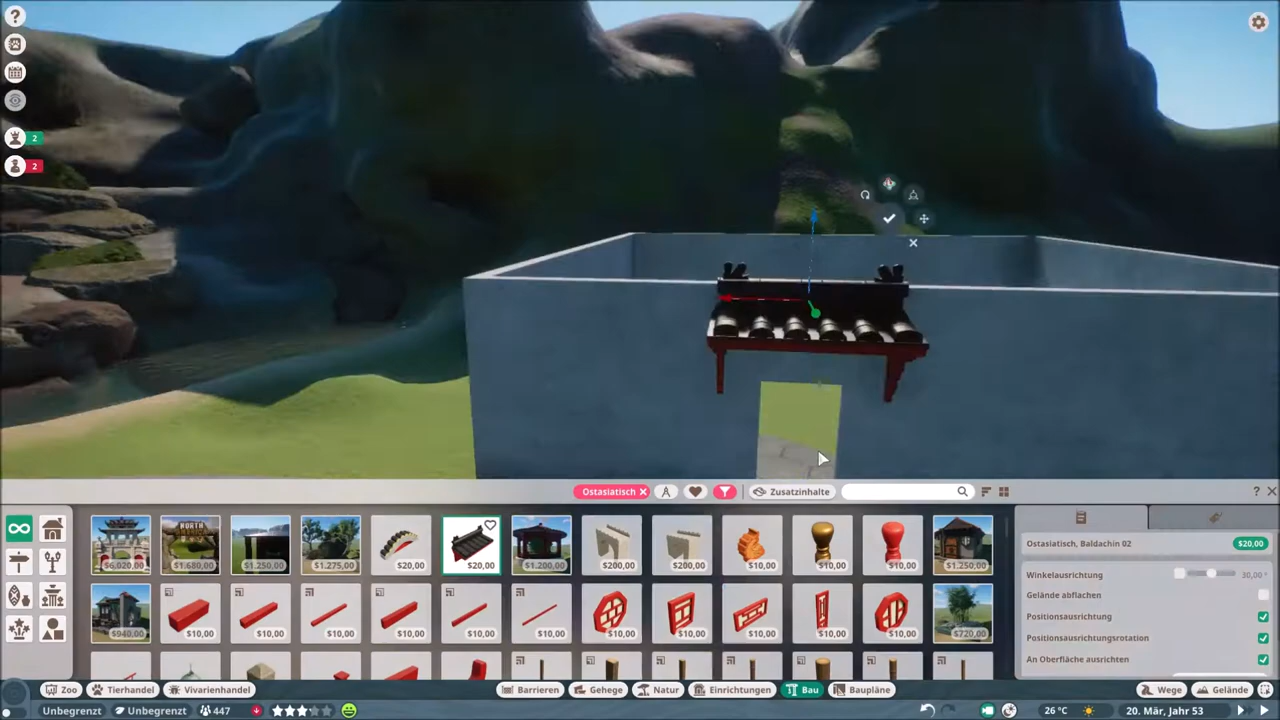 ?
2
2
Ostasiatisch ×
Zusatzinhalte
? ×
$6.020,00
$1.680,00
$1.250,00
$1.275,00
$20,00
$20,00
$1.200,00
$200,00
$200,00
$10,00
$10,00
$10,00
$1.250,00
NORTH AMERICA
$940,00
$10,00
$10,00
$10,00
$10,00
$10,00
$10,00
$10,00
$10,00
$10,00
$10,00
$10,00
$720,00
Ostasiatisch, Baldachin 02
$20,00
Winkelausrichtung
30,00°
Gelände abflachen
Positionsausrichtung
Positionsausrichtungsrotation
An Oberfläche ausrichten
Zoo
Tierhandel
Vivarienhandel
Barrieren
Gehege
Natur
Einrichtungen
Bau
Baupläne
Wege
Gelände
Unbegrenzt
Unbegrenzt
447
26 °C
20. Mär, Jahr 53